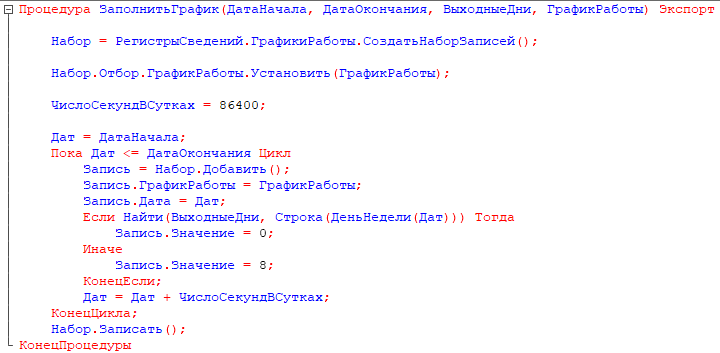 Процедура ЗаполнитьГрафик(ДатаНачала, ДатаОкончания, ВыходныеДни, ГрафикРаботы) Экспорт
Набор = РегистрыСведений.ГрафикиРаботы.СоздатьНаборЗаписей();
Набор.Отбор.ГрафикРаботы.Установить(ГрафикРаботы);
ЧислоСекундВСутках = 86400;
Дат = ДатаНачала;
Пока Дат <= ДатаОкончания Цикл
Запись = Набор.Добавить();
Запись.ГрафикРаботы = ГрафикРаботы;
Запись.Дата = Дат;
Если Найти(ВыходныеДни, Строка(ДеньНедели(Дат))) Тогда
Запись.Значение = 0;
Иначе
Запись.Значение = 8;
КонецЕсли;
Дат = Дат + ЧислоСекундВСутках;
КонецЦикла;
Набор.Записать();
КонецПроцедуры